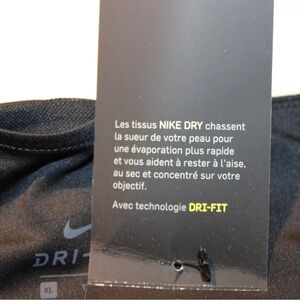 Les tissus NIKE DRY chassent
la sueur de votre peau pour
une évaporation plus rapide
et vous aident à rester à l'aise,
au sec et concentré sur votre
objectif.
Avec technologie DRI-FIT
DRI-
XL